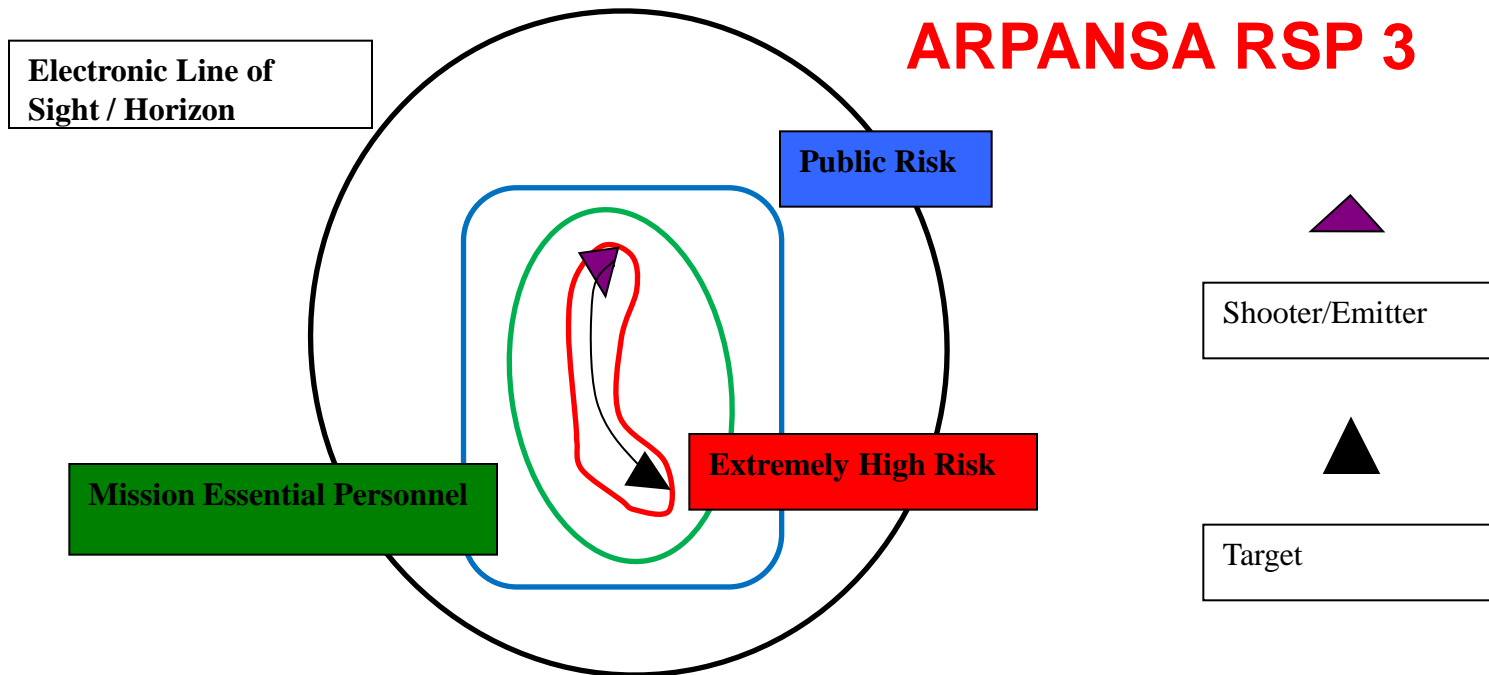 ARPANSA RSP 3
Electronic Line of
Sight / Horizon
Public Risk
Shooter/Emitter
Extremely High Risk
Mission Essential Personnel
Target